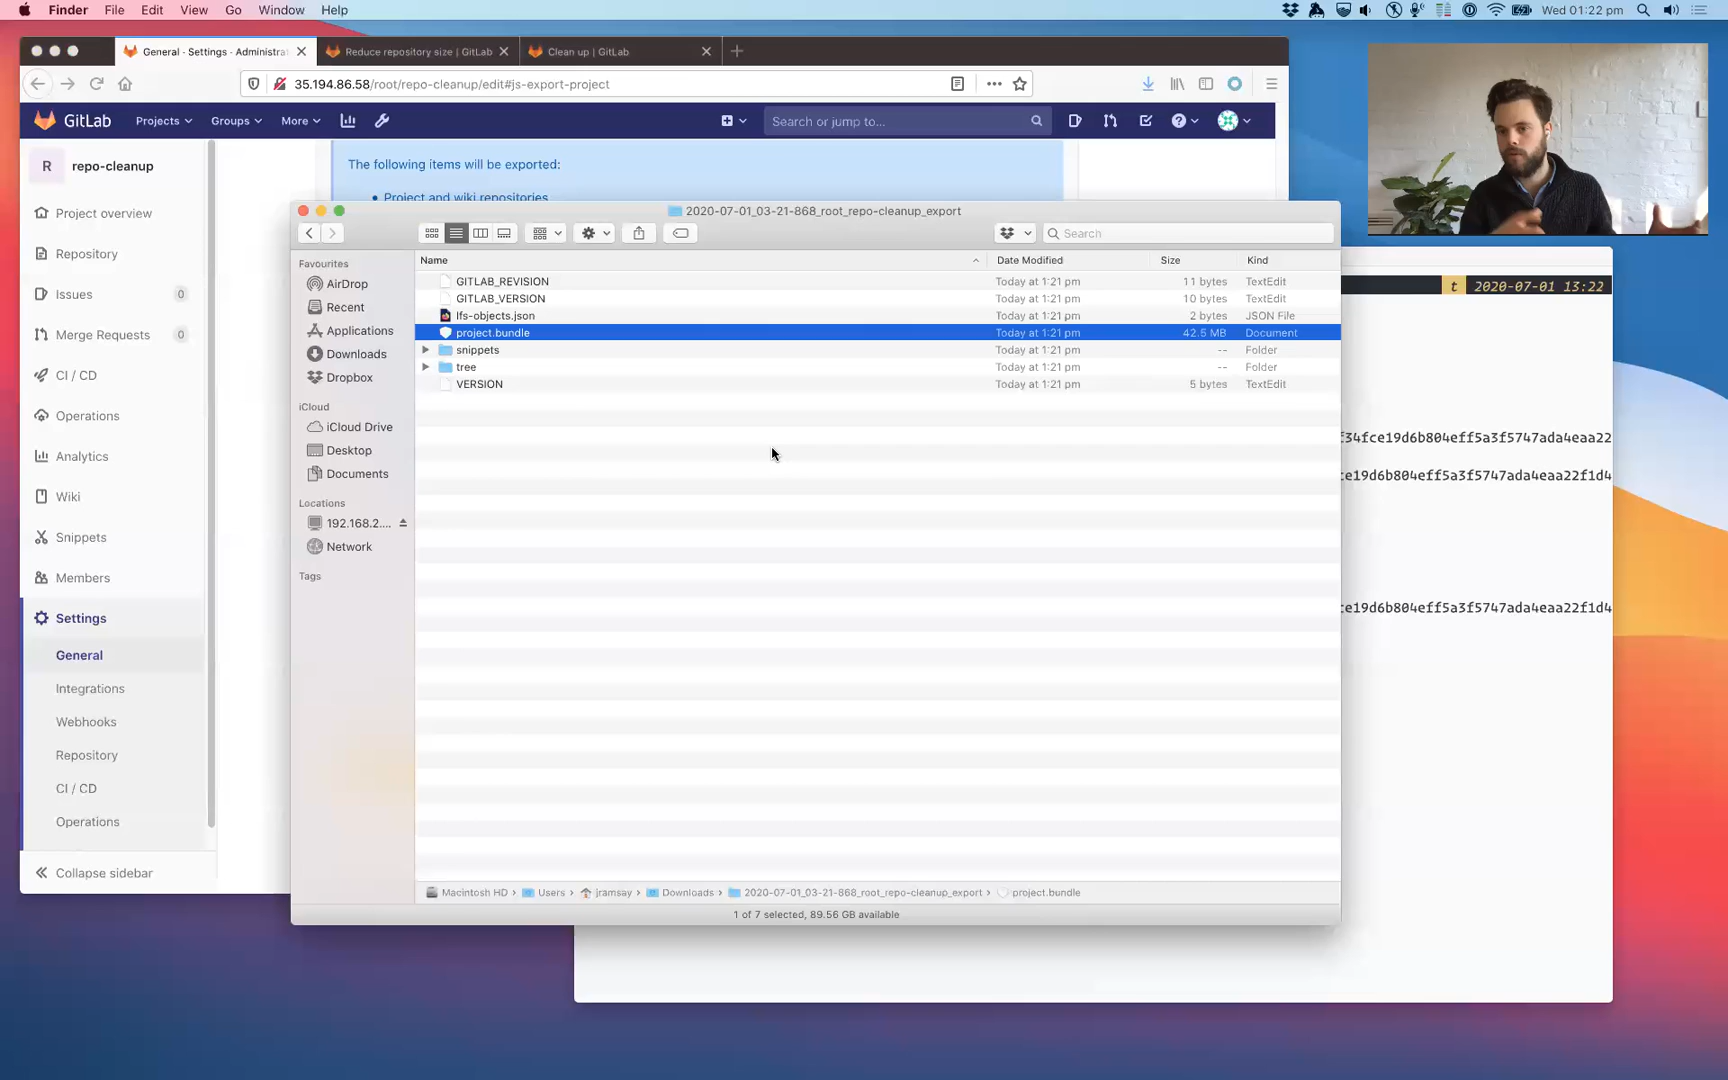 Finder File Edit View Go Window Help
Wed 01:22 pm
General · Settings · Administra
Reduce repository size | GitLab
Clean up | GitLab
35.194.86.58/root/repo-cleanup/edit#js-export-project
GitLab Projects Groups More
Search or jump to...
R repo-cleanup
Project overview
Repository
Issues 0
Merge Requests 0
CI / CD
Operations
Analytics
Wiki
Snippets
Members
Settings
General
Integrations
Webhooks
Repository
CI / CD
Operations
Collapse sidebar
The following items will be exported:
• Project and wiki repositories
2020-07-01_03-21-868_root_repo-cleanup_export
Search
Favourites
AirDrop
Recent
Applications
Downloads
Dropbox
iCloud
iCloud Drive
Desktop
Documents
Locations
192.168.2....
Network
Tags
Name Date Modified Size Kind
GITLAB_REVISION Today at 1:21 pm 11 bytes TextEdit
GITLAB_VERSION Today at 1:21 pm 10 bytes TextEdit
lfs-objects.json Today at 1:21 pm 2 bytes JSON File
project.bundle Today at 1:21 pm 42.5 MB Document
snippets Today at 1:21 pm -- Folder
tree Today at 1:21 pm -- Folder
VERSION Today at 1:21 pm 5 bytes TextEdit
Macintosh HD › Users › jramsay › Downloads › 2020-07-01_03-21-868_root_repo-cleanup_export › project.bundle
1 of 7 selected, 89.56 GB available
t 2020-07-01 13:22
f34fce19d6b804eff5a3f5747ada4eaa22
ce19d6b804eff5a3f5747ada4eaa22f1d4
ce19d6b804eff5a3f5747ada4eaa22f1d4